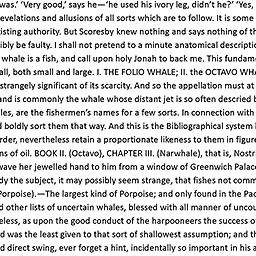 was.' 'Very good,' says he—'he used his ivory leg, didn't he?' 'Yes,
evelations and allusions of all sorts which are to follow. It is some
isting authority. But Scoresby knew nothing and says nothing of th
ibly be faulty. I shall not pretend to a minute anatomical descripti
whale is a fish, and call upon holy Jonah to back me. This fundam
all, both small and large. I. THE FOLIO WHALE; II. the OCTAVO WHA
strangely significant of its scarcity. And so the appellation must at
and is commonly the whale whose distant jet is so often descried b
les, are the fishermen's names for a few sorts. In connection with
d boldly sort them that way. And this is the Bibliographical system
rder, nevertheless retain a proportionate likeness to them in figure
ns of oil. BOOK II. (Octavo), CHAPTER III. (Narwhale), that is, Nostr
wave her jewelled hand to him from a window of Greenwich Palac
dy the subject, it may possibly seem strange, that fishes not comm
Porpoise).—The largest kind of Porpoise; and only found in the Pac
d other lists of uncertain whales, blessed with all manner of uncou
eless, as upon the good conduct of the harpooneers the success o
d was the least given to that sort of shallowest assumption; and th
d direct swing, ever forget a hint, incidentally so important in his a